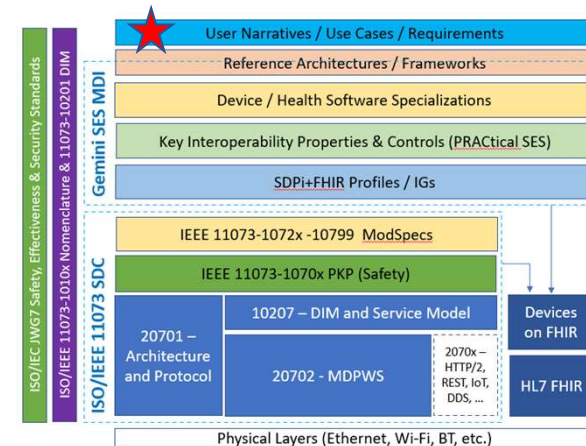 User Narratives / Use Cases / Requirements
Reference Architectures / Frameworks
Device / Health Software Specializations
Key Interoperability Properties & Controls (PRACtical SES)
SDPi+FHIR Profiles / IGs
ISO/IEC JWG7 Safety, Effectiveness & Security Standards
ISO/IEEE 11073-1010x Nomenclature & 11073-10201 DIM
Gemini SES MDI
ISO/IEEE 11073 SDC
IEEE 11073-1072x -10799 ModSpecs
IEEE 11073-1070x PKP (Safety)
20701 –
Architecture
and Protocol
10207 – DIM and Service Model
20702 - MDPWS
2070x –
HTTP/2,
REST, IoT,
DDS, ...
Devices
on FHIR
HL7 FHIR
Physical Layers (Ethernet, Wi-Fi, BT, etc.)